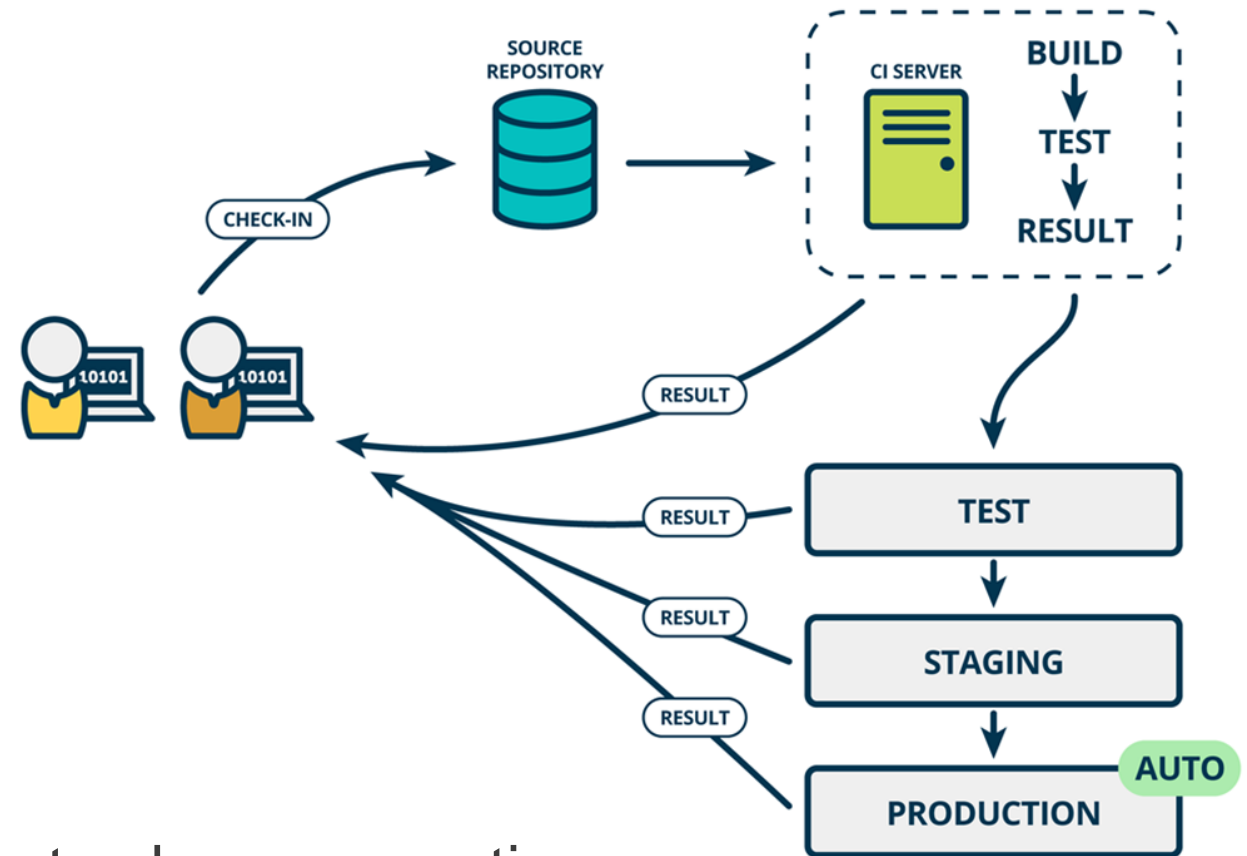 SOURCE
REPOSITORY
CI SERVER
BUILD
TEST
RESULT
CHECK-IN
10101
10101
RESULT
RESULT
TEST
RESULT
STAGING
RESULT
AUTO
PRODUCTION